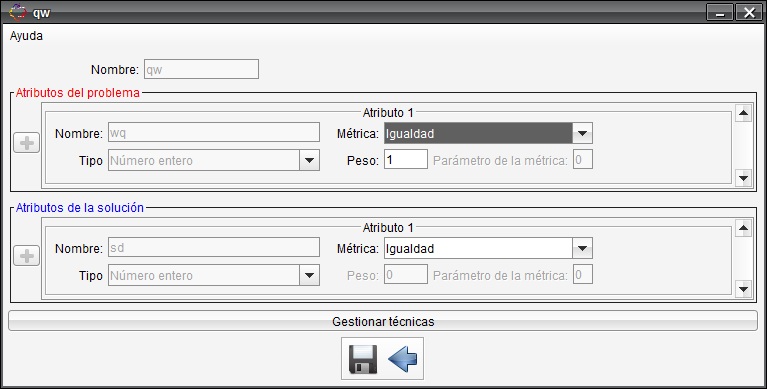 qw
Ayuda
Nombre: qw
Atributos del problema
Atributo 1
Nombre: wq Métrica: Igualdad
Tipo Número entero Peso: 1 Parámetro de la métrica: 0
Atributos de la solución
Atributo 1
Nombre: sd Métrica: Igualdad
Tipo Número entero Peso: 0 Parámetro de la métrica: 0
Gestionar técnicas